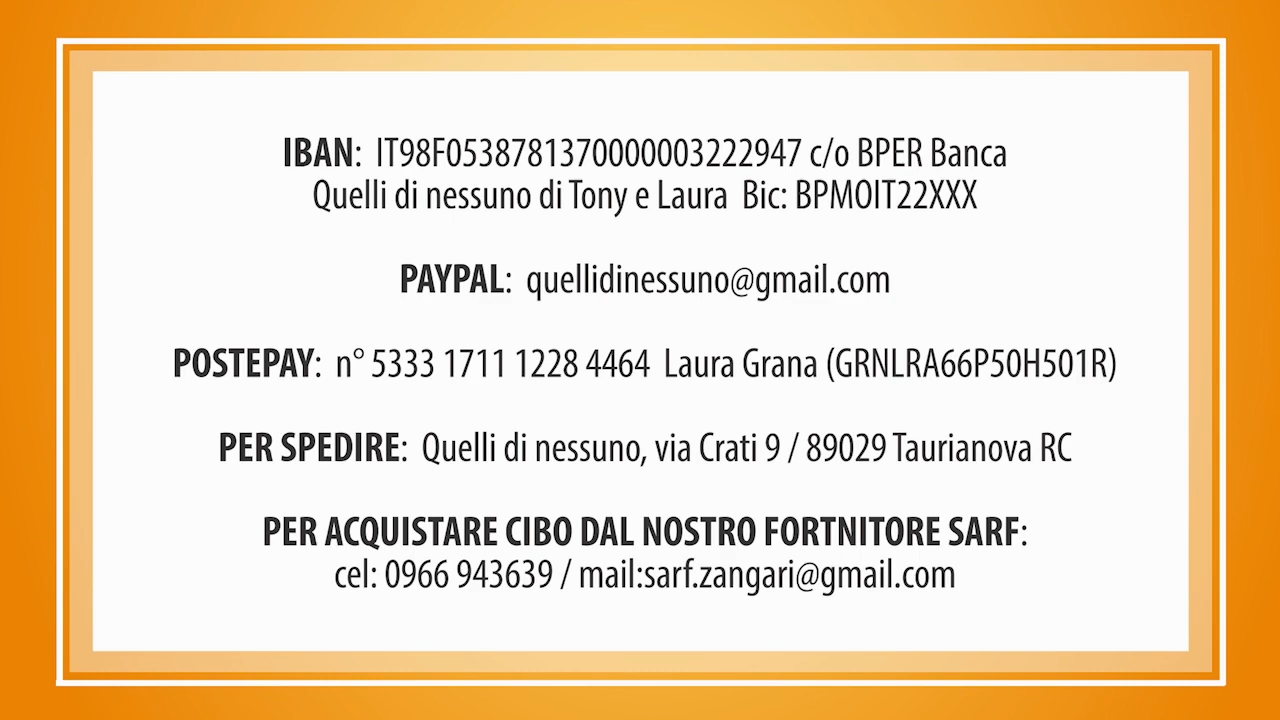 IBAN: IT98F0538781370000003222947 c/o BPER Banca
Quelli di nessuno di Tony e Laura Bic: BPMOIT22XXX
PAYPAL: quellidinessuno@gmail.com
POSTEPAY: n° 5333 1711 1228 4464 Laura Grana (GRNLRA66P50H501R)
PER SPEDIRE: Quelli di nessuno, via Crati 9 / 89029 Taurianova RC
PER ACQUISTARE CIBO DAL NOSTRO FORTNITORE SARF:
cel: 0966 943639 / mail:sarf.zangari@gmail.com